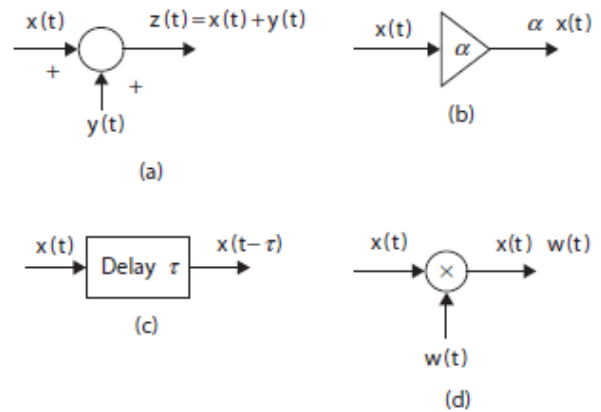 x(t)
z(t)=x(t)+y(t)
+
+
y(t)
(a)
x(t)
α
α x(t)
(b)
x(t)
Delay τ
x(t−τ)
(c)
x(t)
×
x(t) w(t)
w(t)
(d)